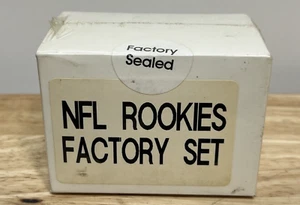 Factory
Sealed
NFL ROOKIES
FACTORY SET